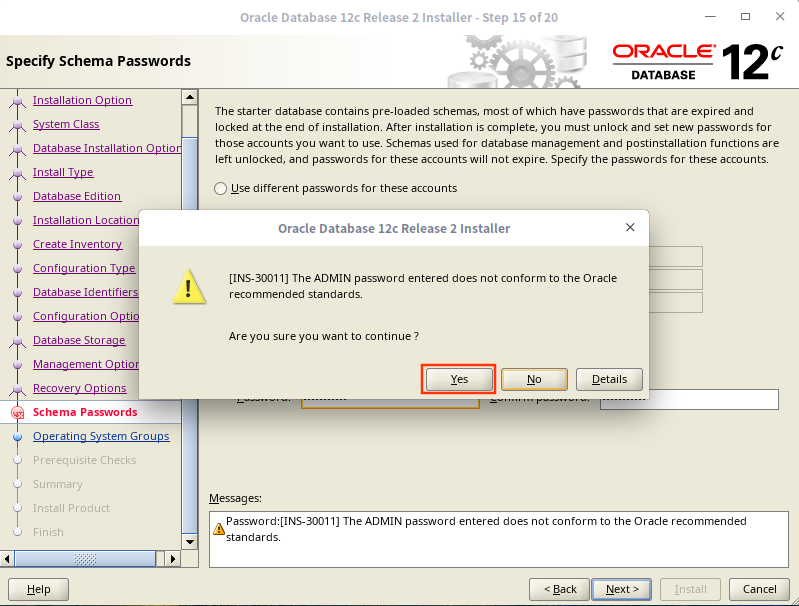 Oracle Database 12c Release 2 Installer - Step 15 of 20
Specify Schema Passwords
ORACLE
DATABASE
12c
Installation Option
System Class
Database Installation Option
Install Type
Database Edition
Installation Location
Create Inventory
Configuration Type
Database Identifiers
Configuration Optio
Database Storage
Management Option
Recovery Options
Schema Passwords
Operating System Groups
Prerequisite Checks
Summary
Install Product
Finish
The starter database contains pre-loaded schemas, most of which have passwords that are expired and
locked at the end of installation. After installation is complete, you must unlock and set new passwords for
those accounts you want to use. Schemas used for database management and postinstallation functions are
left unlocked, and passwords for these accounts will not expire. Specify the passwords for these accounts.
Use different passwords for these accounts
Oracle Database 12c Release 2 Installer
[INS-30011] The ADMIN password entered does not conform to the Oracle
recommended standards.
Are you sure you want to continue ?
Yes
No
Details
Password:
Confirm password:
Messages:
Password:[INS-30011] The ADMIN password entered does not conform to the Oracle recommended
standards.
Help
< Back
Next >
Install
Cancel